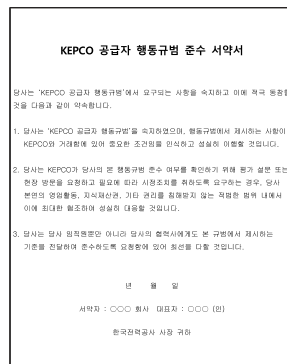 KEPCO 공급자 행동규범 준수 서약서
당사는 'KEPCO 공급자 행동규범'에서 요구되는 사항을 숙지하고 이에 적극 동참할
것을 다음과 같이 약속합니다.
1. 당사는 'KEPCO 공급자 행동규범'을 숙지하였으며, 행동규범에서 제시하는 사항이
KEPCO와 거래함에 있어 중요한 조건임을 인식하고 성실히 이행할 것입니다.
2. 당사는 KEPCO가 당사의 본 행동규범 준수 여부를 확인하기 위해 평가 설문 또는
현장 방문을 요청하고 필요에 따라 시정조치를 취하도록 요구하는 경우, 당사
본연의 영업활동, 지식재산권, 기타 권리를 침해받지 않는 적법한 범위 내에서
이에 최대한 협조하여 성실히 대응할 것입니다.
3. 당사는 당사 임직원뿐만 아니라 당사의 협력사에게도 본 규범에서 제시하는
기준을 전달하여 준수하도록 요청함에 있어 최선을 다할 것입니다.
년 월 일
서약자 : ○○○ 회사 대표자 : ○○○ (인)
한국전력공사 사장 귀하